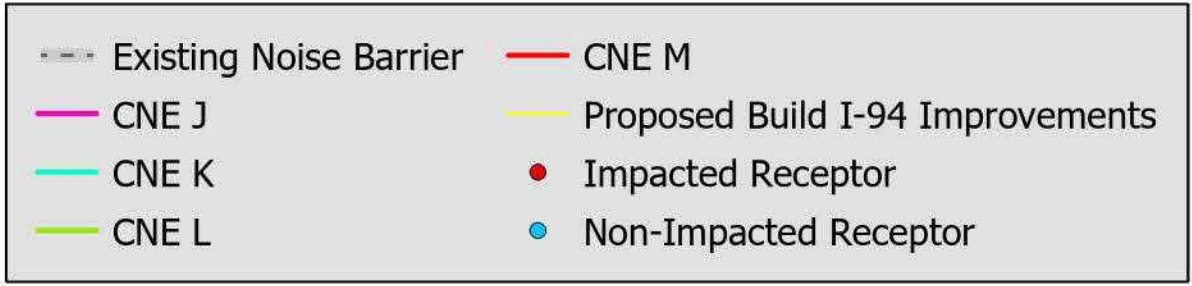 Existing Noise Barrier
CNE J
CNE K
CNE L
CNE M
Proposed Build I-94 Improvements
Impacted Receptor
Non-Impacted Receptor